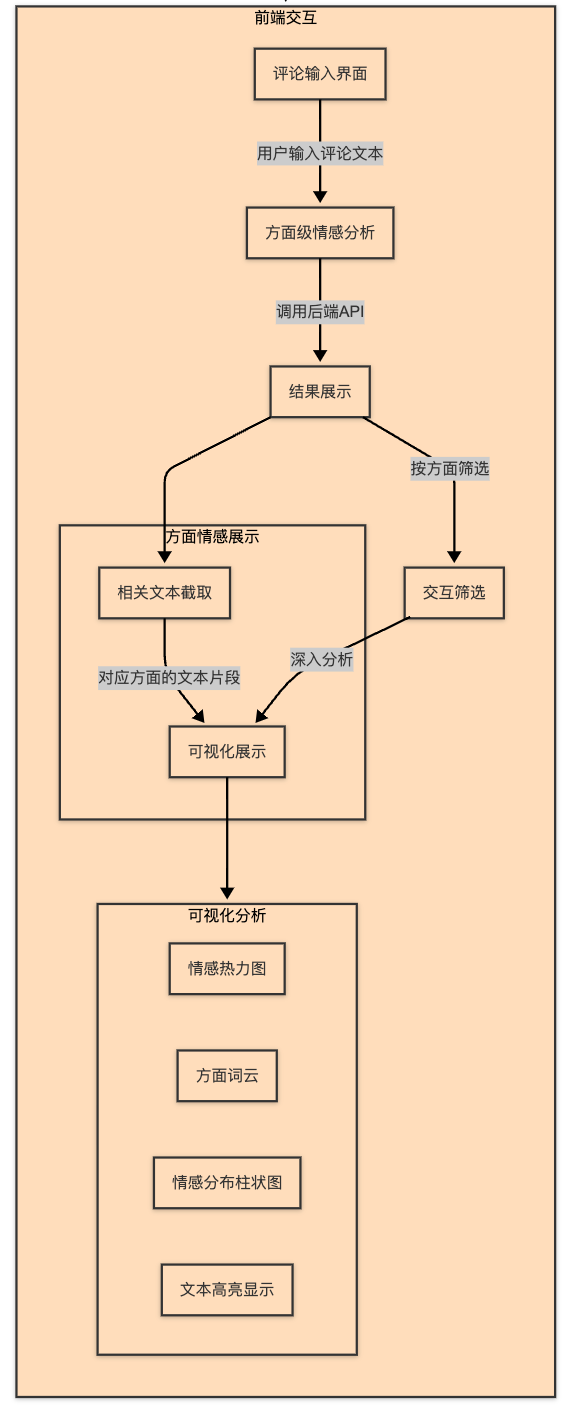 前端交互
评论输入界面
用户输入评论文本
方面级情感分析
调用后端API
结果展示
按方面筛选
方面情感展示
相关文本截取
交互筛选
深入分析
对应方面的文本片段
可视化展示
可视化分析
情感热力图
方面词云
情感分布柱状图
文本高亮显示